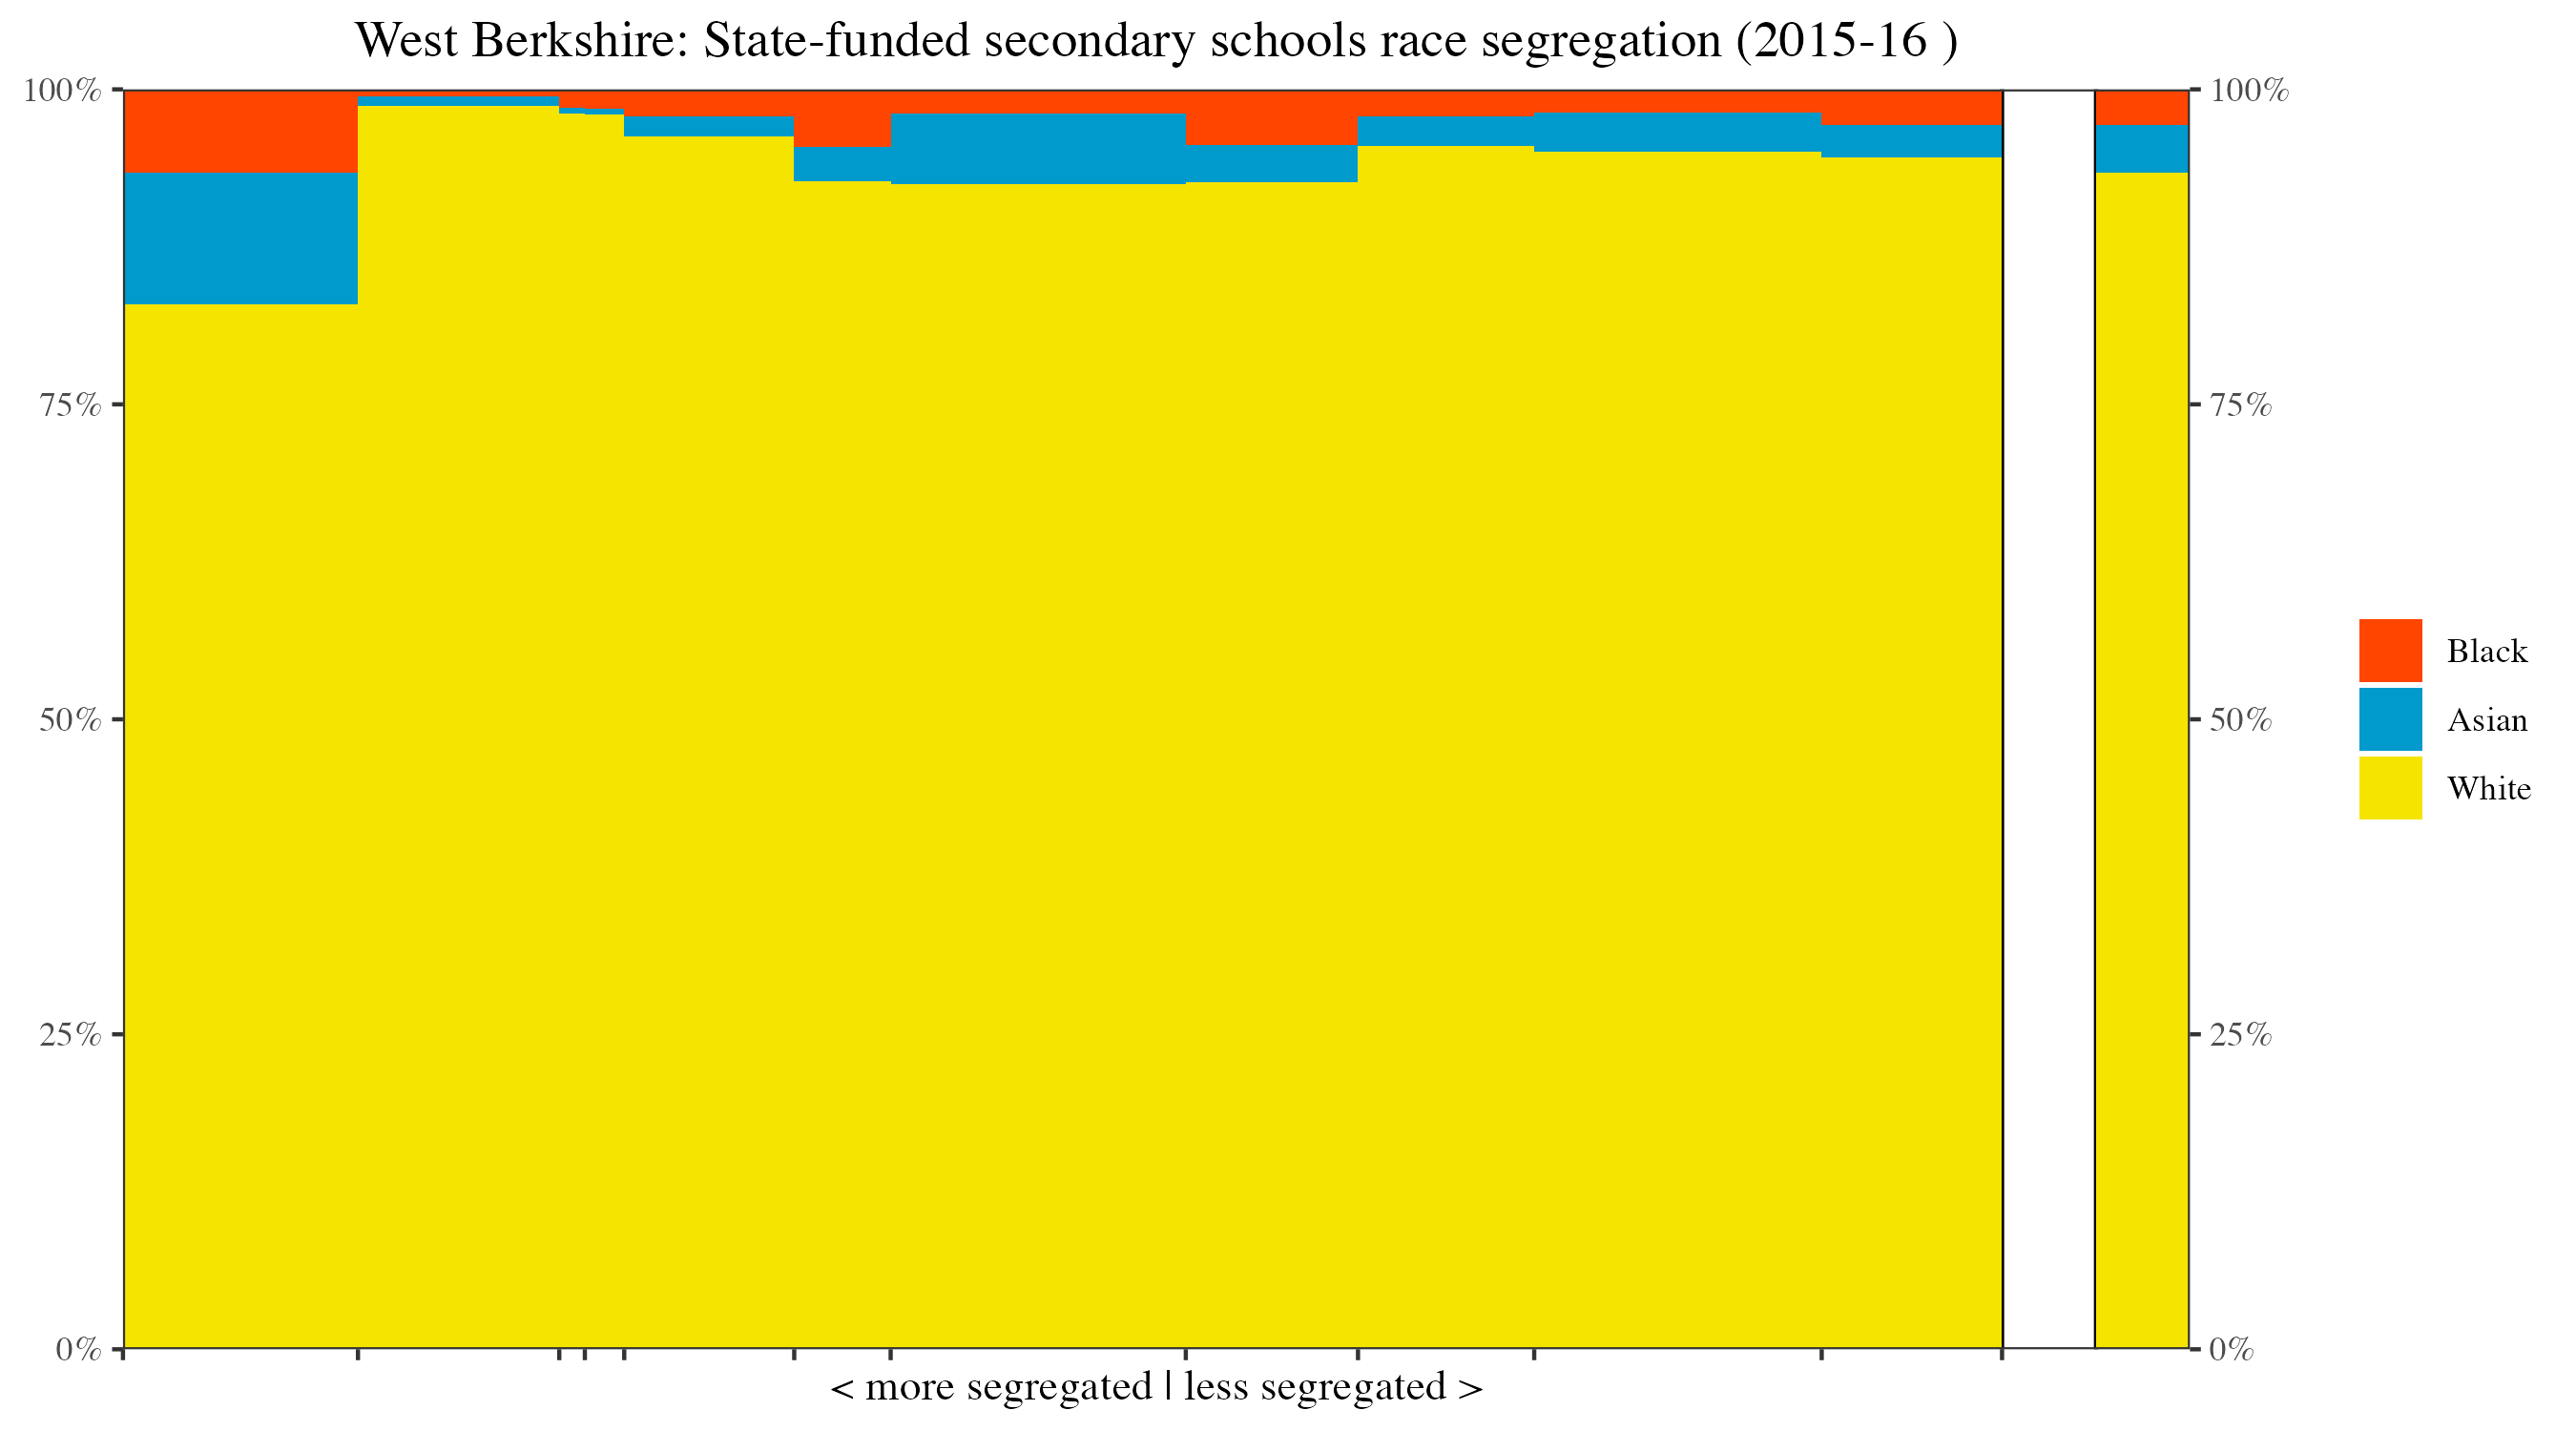 West Berkshire: State-funded secondary schools race segregation (2015-16 )
100%
100%
75%
75%
50%
50%
25%
25%
0%
0%
Black
Asian
White
< more segregated | less segregated >